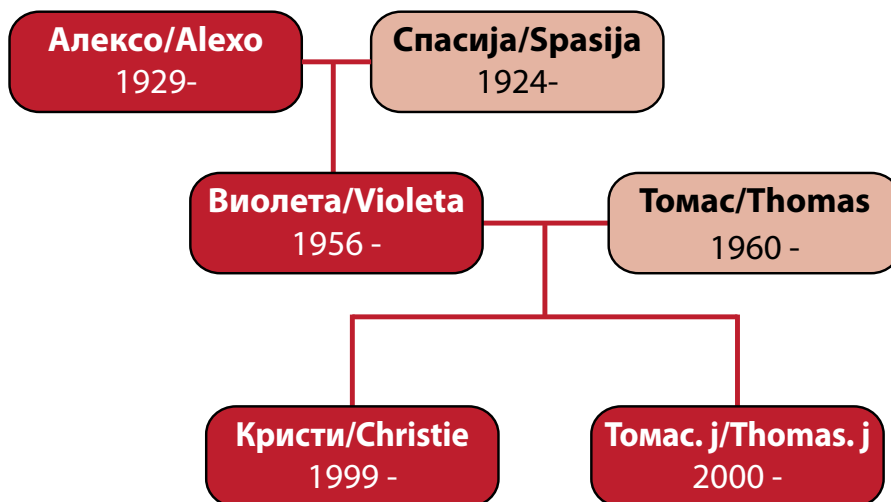 Алексо/Alexo
1929-
Спасија/Spasija
1924-
Виолета/Violeta
1956 -
Томас/Thomas
1960 -
Кристи/Christie
1999 -
Томас. ј/Thomas. j
2000 -